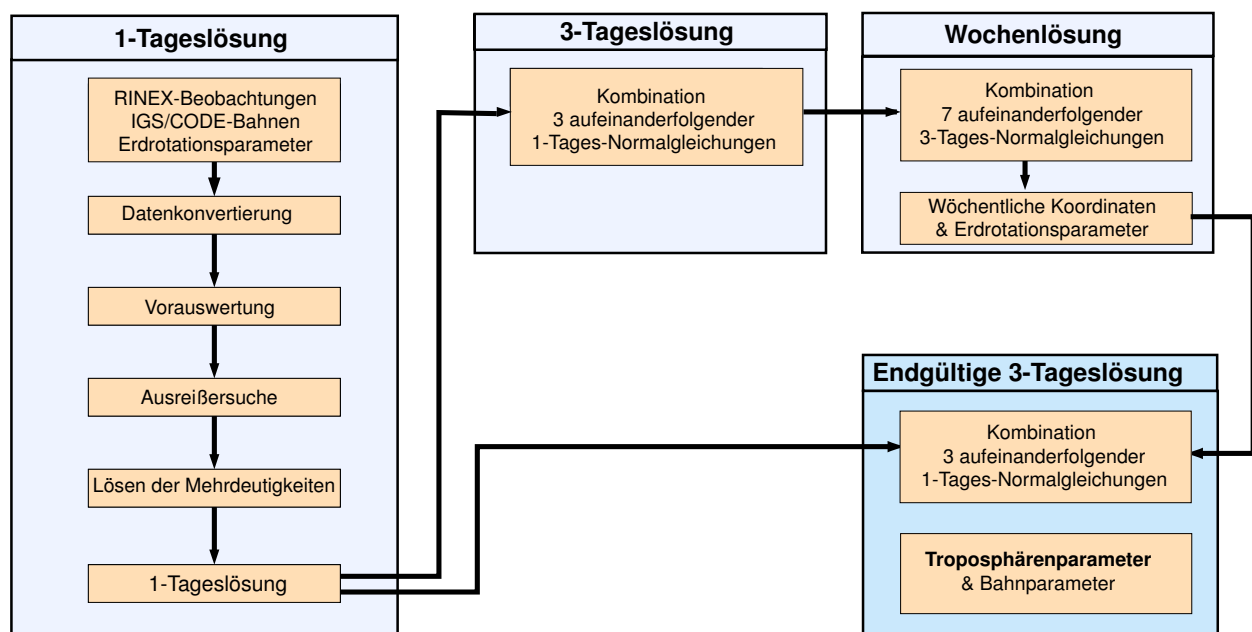 1-Tageslösung
RINEX-Beobachtungen
IGS/CODE-Bahnen
Erdrotationsparameter
Datenkonvertierung
Vorauswertung
Ausreißersuche
Lösen der Mehrdeutigkeiten
1-Tageslösung
3-Tageslösung
Kombination
3 aufeinanderfolgender
1-Tages-Normalgleichungen
Wochenlösung
Kombination
7 aufeinanderfolgender
3-Tages-Normalgleichungen
Wöchentliche Koordinaten
& Erdrotationsparameter
Endgültige 3-Tageslösung
Kombination
3 aufeinanderfolgender
1-Tages-Normalgleichungen
Troposphärenparameter
& Bahnparameter